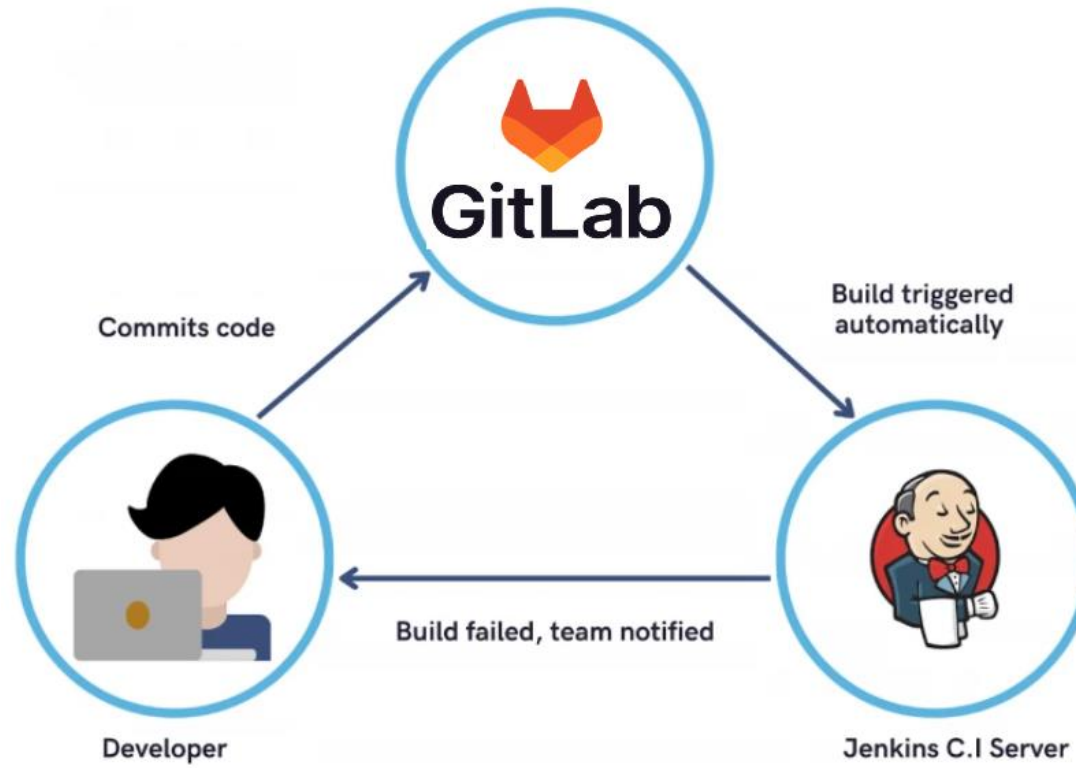 GitLab
Build triggered
automatically
Commits code
Build failed, team notified
Developer
Jenkins C.I Server